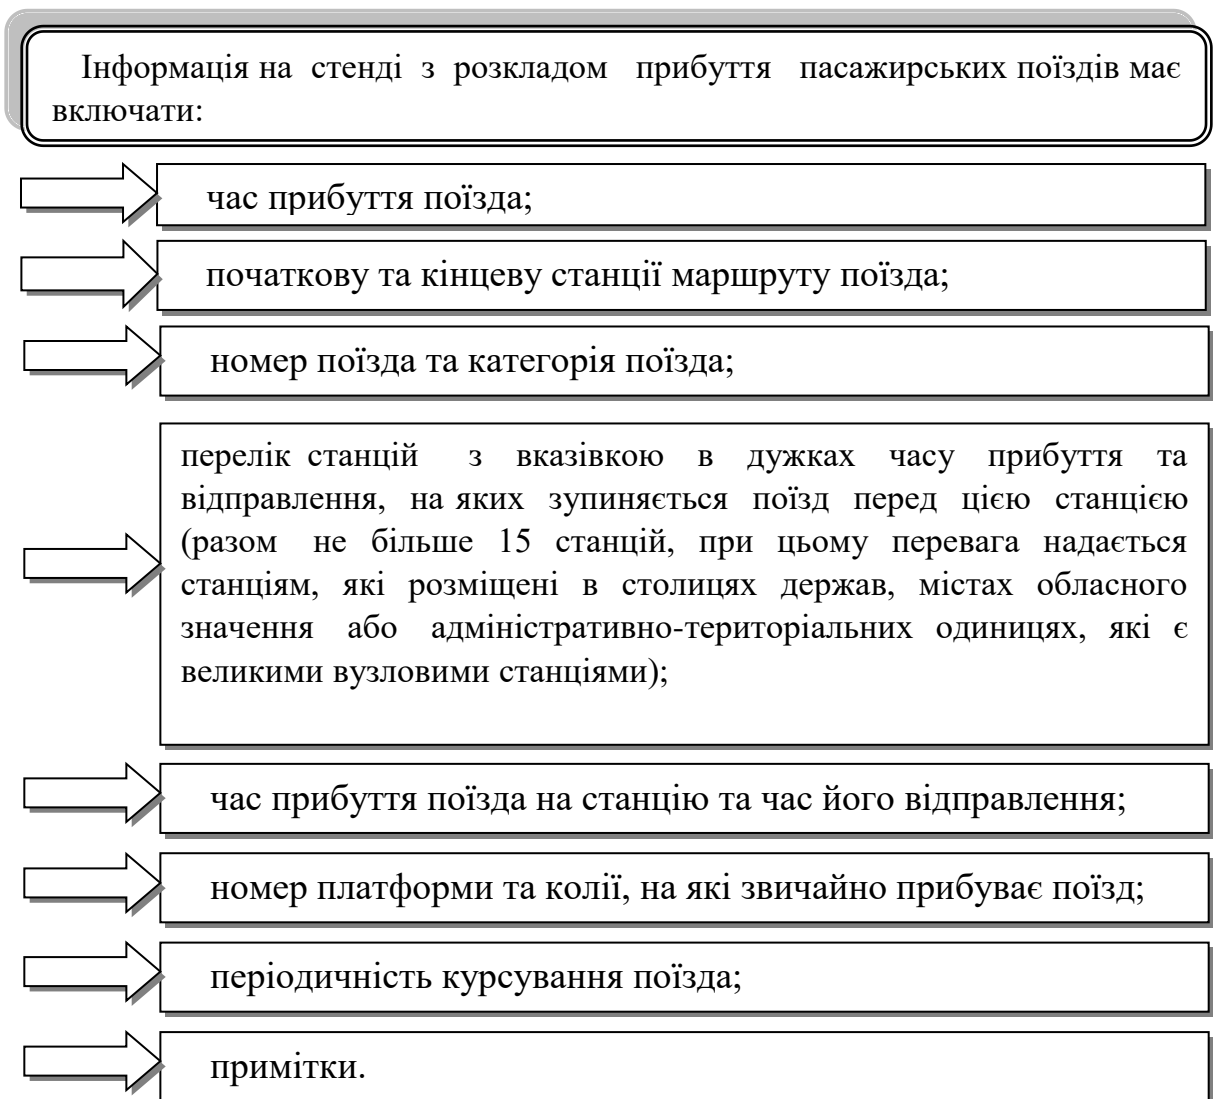 Інформація на стенді з розкладом прибуття пасажирських поїздів має
включати:
час прибуття поїзда;
початкову та кінцеву станції маршруту поїзда;
номер поїзда та категорія поїзда;
перелік станцій з вказівкою в дужках часу прибуття та
відправлення, на яких зупиняється поїзд перед цією станцією
(разом не більше 15 станцій, при цьому перевага надається
станціям, які розміщені в столицях держав, містах обласного
значення або адміністративно-територіальних одиницях, які є
великими вузловими станціями);
час прибуття поїзда на станцію та час його відправлення;
номер платформи та колії, на які звичайно прибуває поїзд;
періодичність курсування поїзда;
примітки.